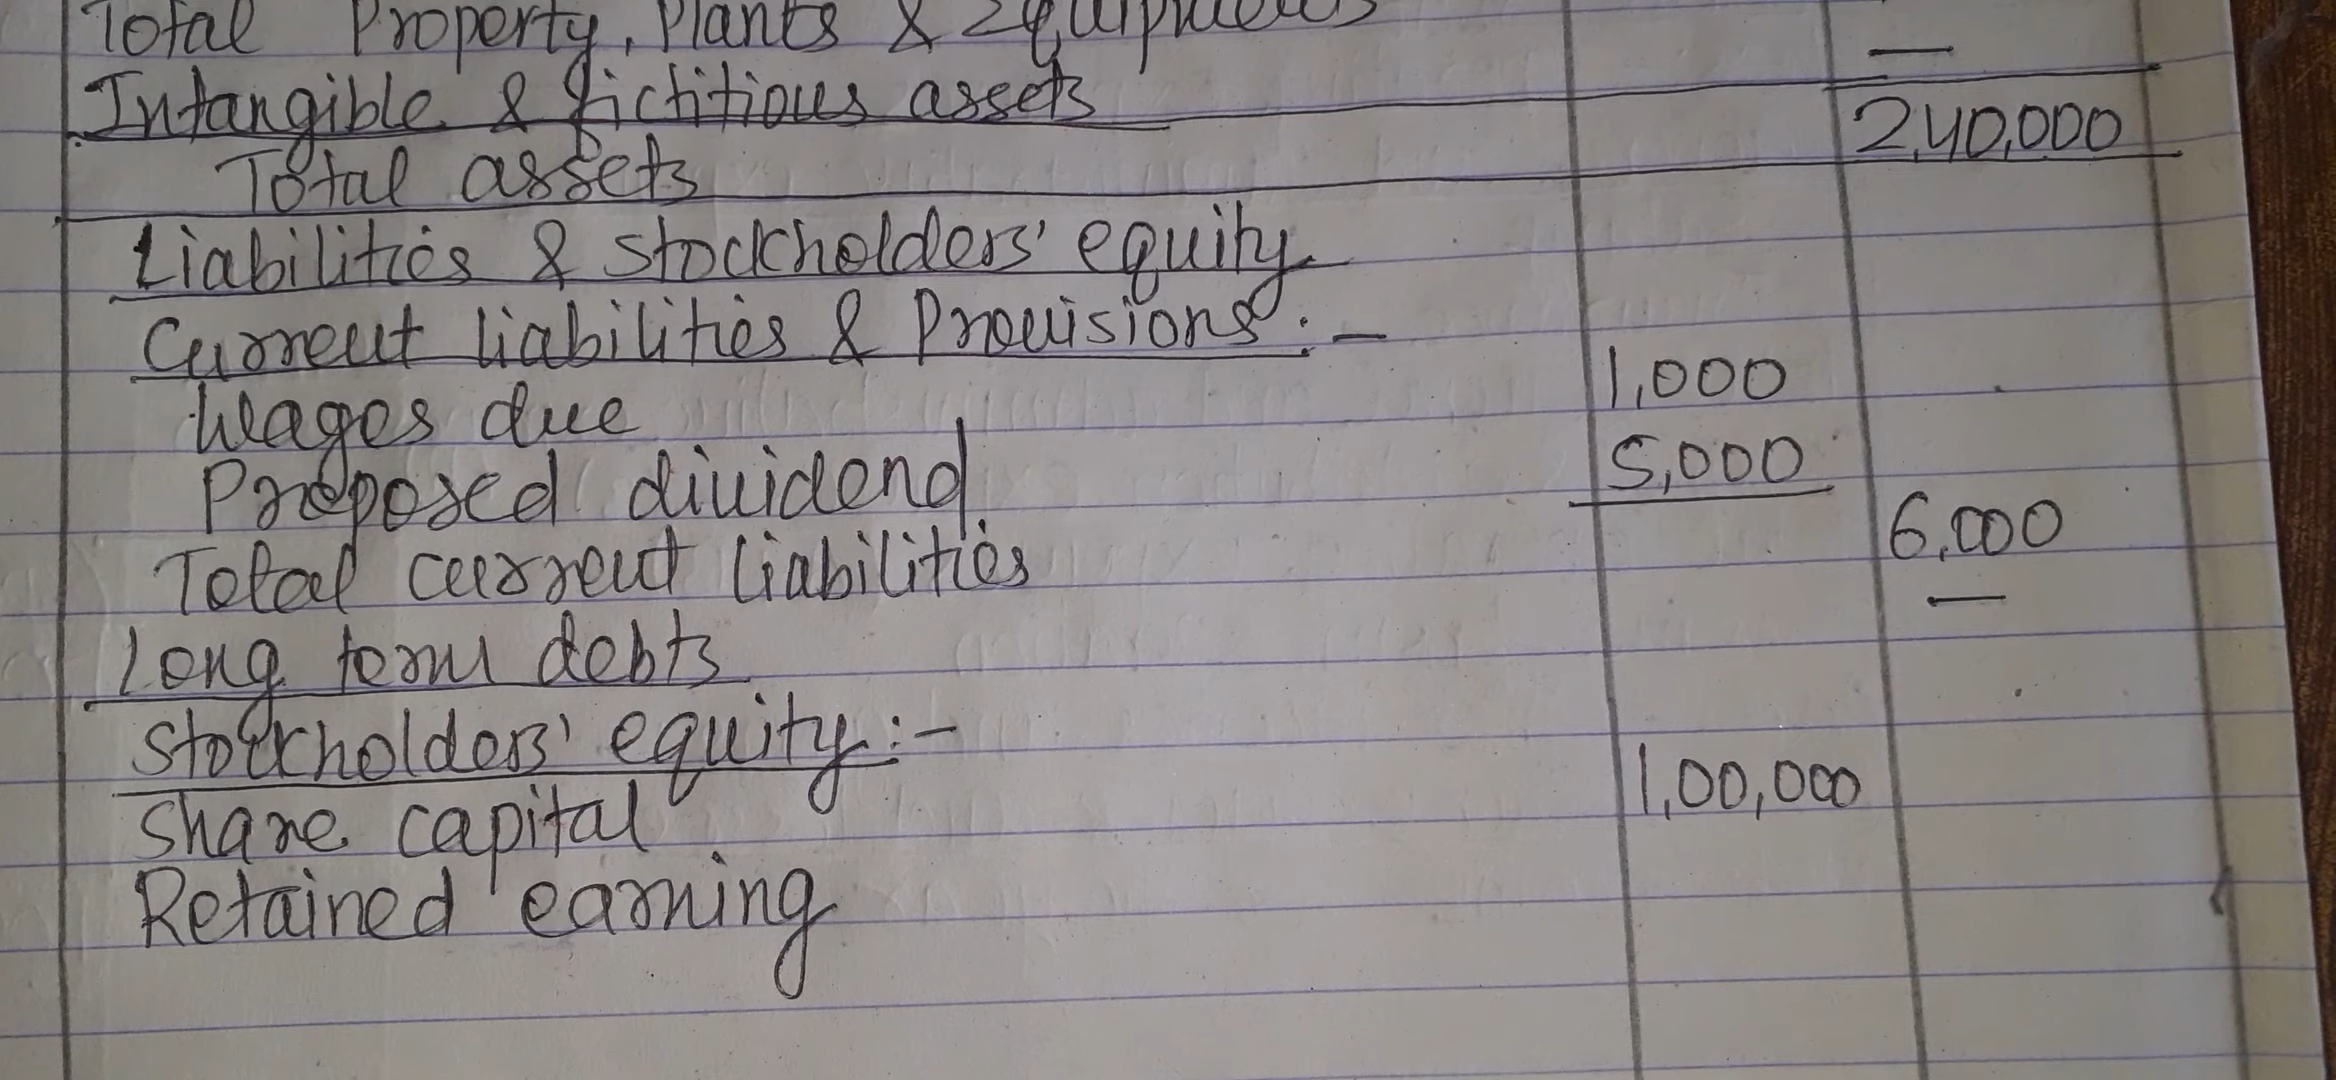 Total Property, Plants & Equipments
—
Intangible & fictitious assets
Total assets 2,40,000
Liabilities & stockholders' equity
Current liabilities & Provisions:-
Wages due 1,000
Proposed dividend 5,000
Total current liabilities 6,000
Long term debts —
Stockholders' equity:-
Share capital 1,00,000
Retained earning